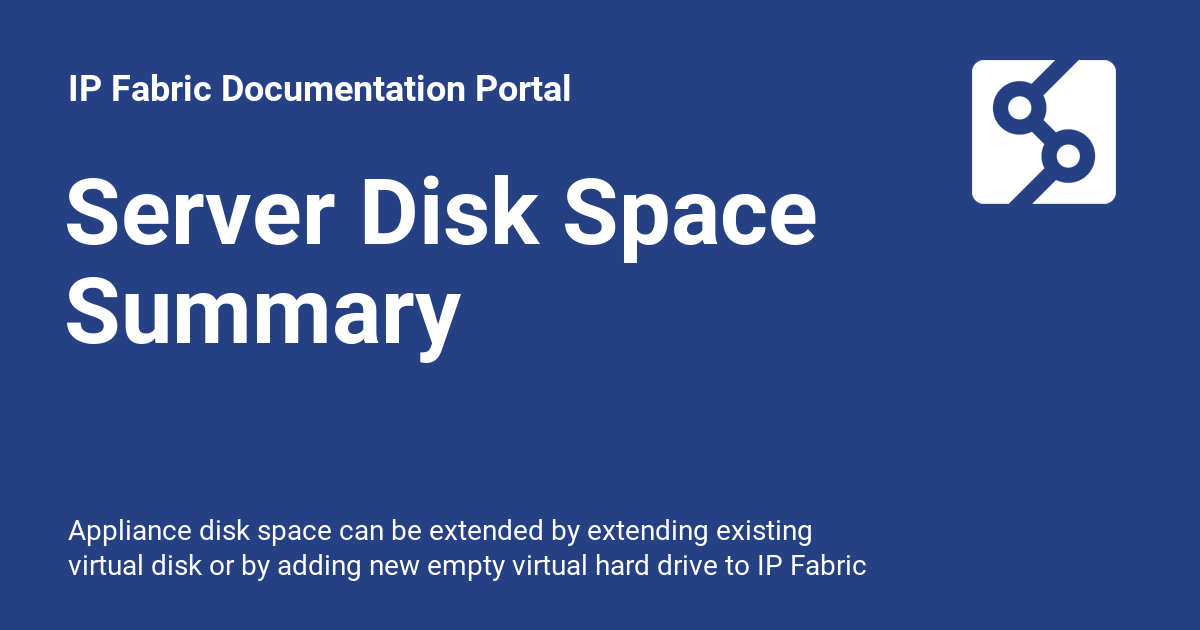 IP Fabric Documentation Portal
Server Disk Space
Summary
Appliance disk space can be extended by extending existing
virtual disk or by adding new empty virtual hard drive to IP Fabric